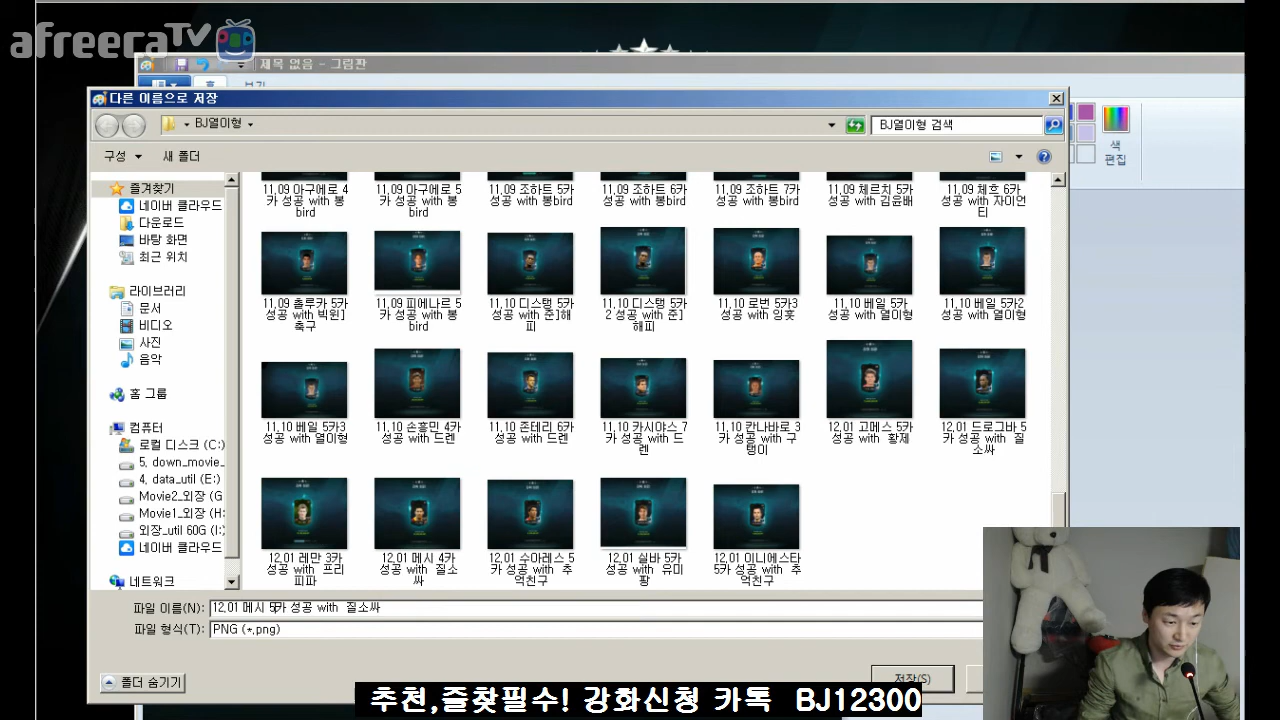 afreecaTV
제목 없음 - 그림판
홈
보기
다른 이름으로 저장
BJ열이형
BJ열이형 검색
색
편집
구성
새 폴더
즐겨찾기
네이버 클라우드
다운로드
바탕 화면
최근 위치
라이브러리
문서
비디오
사진
음악
홈 그룹
컴퓨터
로컬 디스크 (C:)
5. down_movie_
4. data_util (E:)
Movie2_외장 (G
Movie1_외장 (H:
외장_util 60G (I:)
네이버 클라우드
네트워크
11.09 아구에로 4
카 성공 with 봉
bird
11.09 아구에로 5
카 성공 with 봉
bird
11.09 조하트 5카
성공 with 봉bird
11.09 조하트 6카
성공 with 봉bird
11.09 조하트 7카
성공 with 봉bird
11.09 체르치 5카
성공 with 김윤배
11.09 체흐 6카
성공 with 자이언
티
11.09 홀루카 5카
성공 with 빅윈]
축구
11.09 피에나르 5
카 성공 with 봉
bird
11.10 디스탱 5카
성공 with 준]해
피
11.10 디스탱 5카
2 성공 with 준]
해피
11.10 로번 5카3
성공 with 잉훗
11.10 베일 5카
성공 with 열이형
11.10 베일 5카2
성공 with 열이형
11.10 베일 5카3
성공 with 열이형
11.10 손흥민 4카
성공 with 드렌
11.10 존테리 6카
성공 with 드렌
11.10 카시야스 7
카 성공 with 드
렌
11.10 칸나바로 3
카 성공 with 구
탱이
12.01 고메스 5카
성공 with  황제
12.01 드로그바 5
카 성공 with  질
소싸
12.01 레만 3카
성공 with  프리
피파
12.01 메시 4카
성공 with  질소
싸
12.01 수아레스 5
카 성공 with  추
억친구
12.01 실바 5카
성공 with  유미
짱
12.01 이니에스타
5카 성공 with  추
억친구
파일 이름(N):
12.01 메시 5카 성공 with  질소싸
파일 형식(T):
PNG (*.png)
폴더 숨기기
저장(S)
추천,즐찾필수! 강화신청 카톡  BJ12300